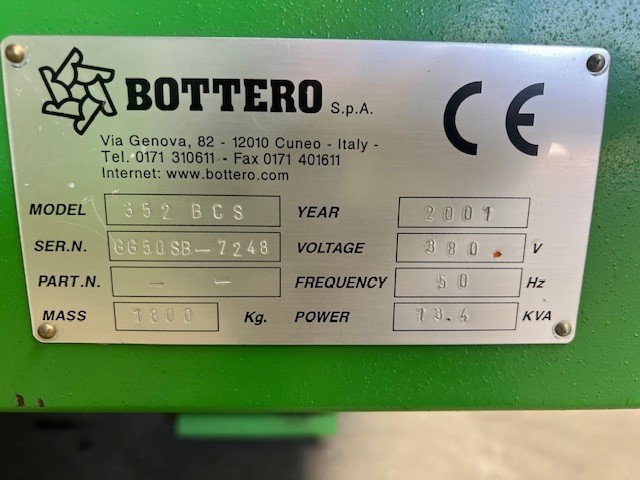 BOTTERO S.p.A.
CE
Via Genova, 82 - 12010 Cuneo - Italy -
Tel. 0171 310611 - Fax 0171 401611
Internet: www.bottero.com
MODEL 352 BCS YEAR 2001
SER.N. GG50SB-7248 VOLTAGE 380. V
PART.N. - - FREQUENCY 50 Hz
MASS Kg. POWER KVA